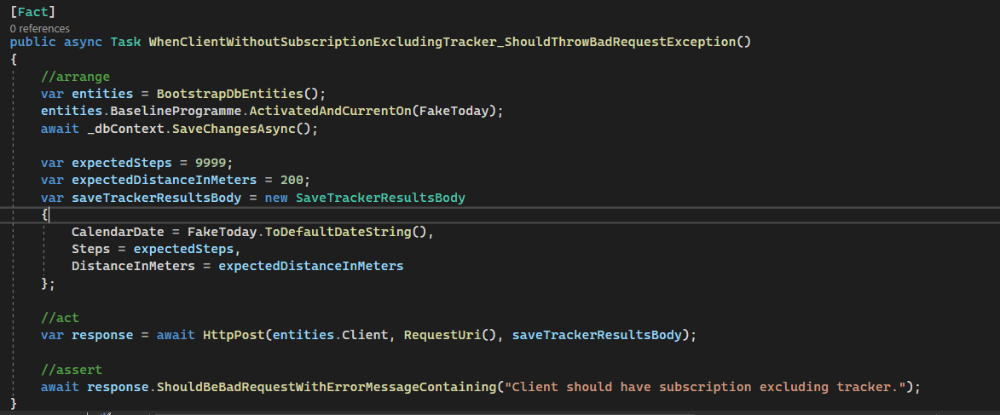 [Fact]
0 references
public async Task WhenClientWithoutSubscriptionExcludingTracker_ShouldThrowBadRequestException()
{
//arrange
var entities = BootstrapDbEntities();
entities.BaselineProgramme.ActivatedAndCurrentOn(FakeToday);
await _dbContext.SaveChangesAsync();
var expectedSteps = 9999;
var expectedDistanceInMeters = 200;
var saveTrackerResultsBody = new SaveTrackerResultsBody
{
CalendarDate = FakeToday.ToDefaultDateString(),
Steps = expectedSteps,
DistanceInMeters = expectedDistanceInMeters
};
//act
var response = await HttpPost(entities.Client, RequestUri(), saveTrackerResultsBody);
//assert
await response.ShouldBeBadRequestWithErrorMessageContaining("Client should have subscription excluding tracker.");
}